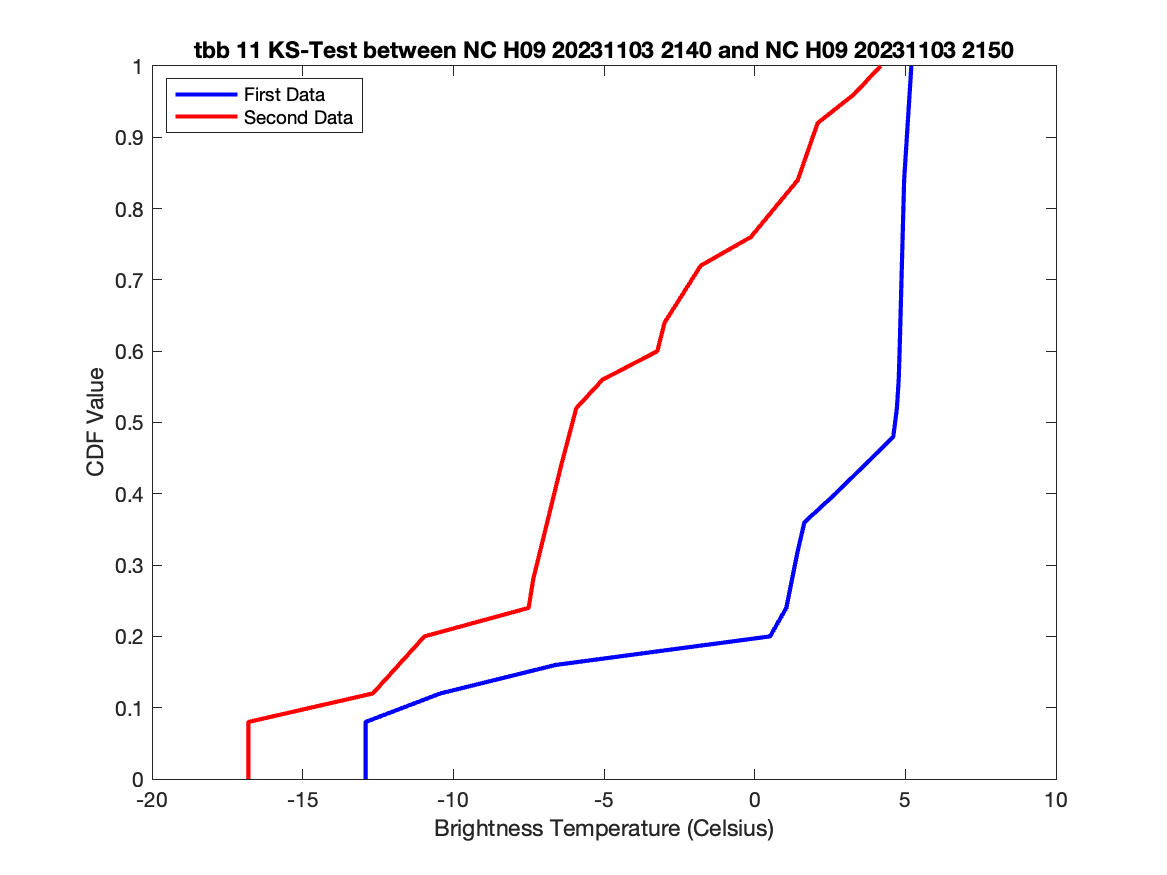 tbb 11 KS-Test between NC H09 20231103 2140 and NC H09 20231103 2150
First Data
Second Data
1
0.9
0.8
0.7
0.6
0.5
0.4
0.3
0.2
0.1
0
CDF Value
-20 -15 -10 -5 0 5 10
Brightness Temperature (Celsius)